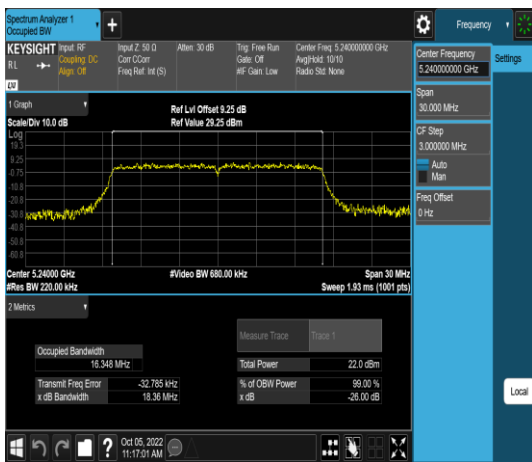 Spectrum Analyzer 1
Occupied BW
Frequency
KEYSIGHT
RL
Input: RF
Coupling: DC
Align: Off
Input Z: 50 Ω
Corr CCorr
Freq Ref: Int (S)
Atten: 30 dB
Trig: Free Run
Gate: Off
#IF Gain: Low
Center Freq: 5.240000000 GHz
Avg|Hold: 10/10
Radio Std: None
LXI
Center Frequency
5.240000000 GHz
Settings
Span
30.000 MHz
CF Step
3.000000 MHz
Auto
Man
Freq Offset
0 Hz
Local
1 Graph
Scale/Div 10.0 dB
Ref Lvl Offset 9.25 dB
Ref Value 29.25 dBm
Log
19.3
9.25
-0.75
-10.8
-20.8
-30.8
-40.8
-50.8
-60.8
Center 5.24000 GHz
#Video BW 680.00 kHz
Span 30 MHz
#Res BW 220.00 kHz
Sweep 1.93 ms (1001 pts)
2 Metrics
Measure Trace
Trace 1
Occupied Bandwidth
16.348 MHz
Total Power
22.0 dBm
Transmit Freq Error
-32.785 kHz
% of OBW Power
99.00 %
x dB Bandwidth
18.36 MHz
x dB
-26.00 dB
?
Oct 05, 2022
11:17:01 AM